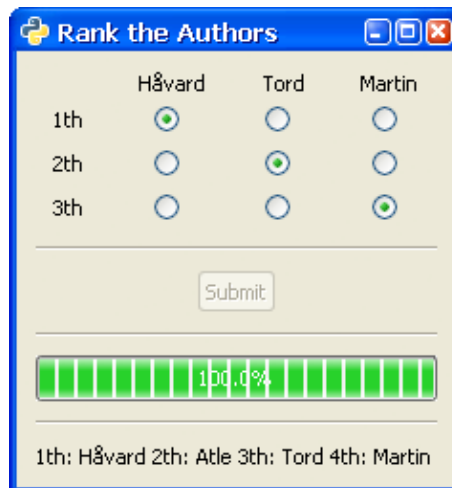 Rank the Authors
Håvard Tord Martin
1th
2th
3th
Submit
100.0%
1th: Håvard 2th: Atle 3th: Tord 4th: Martin